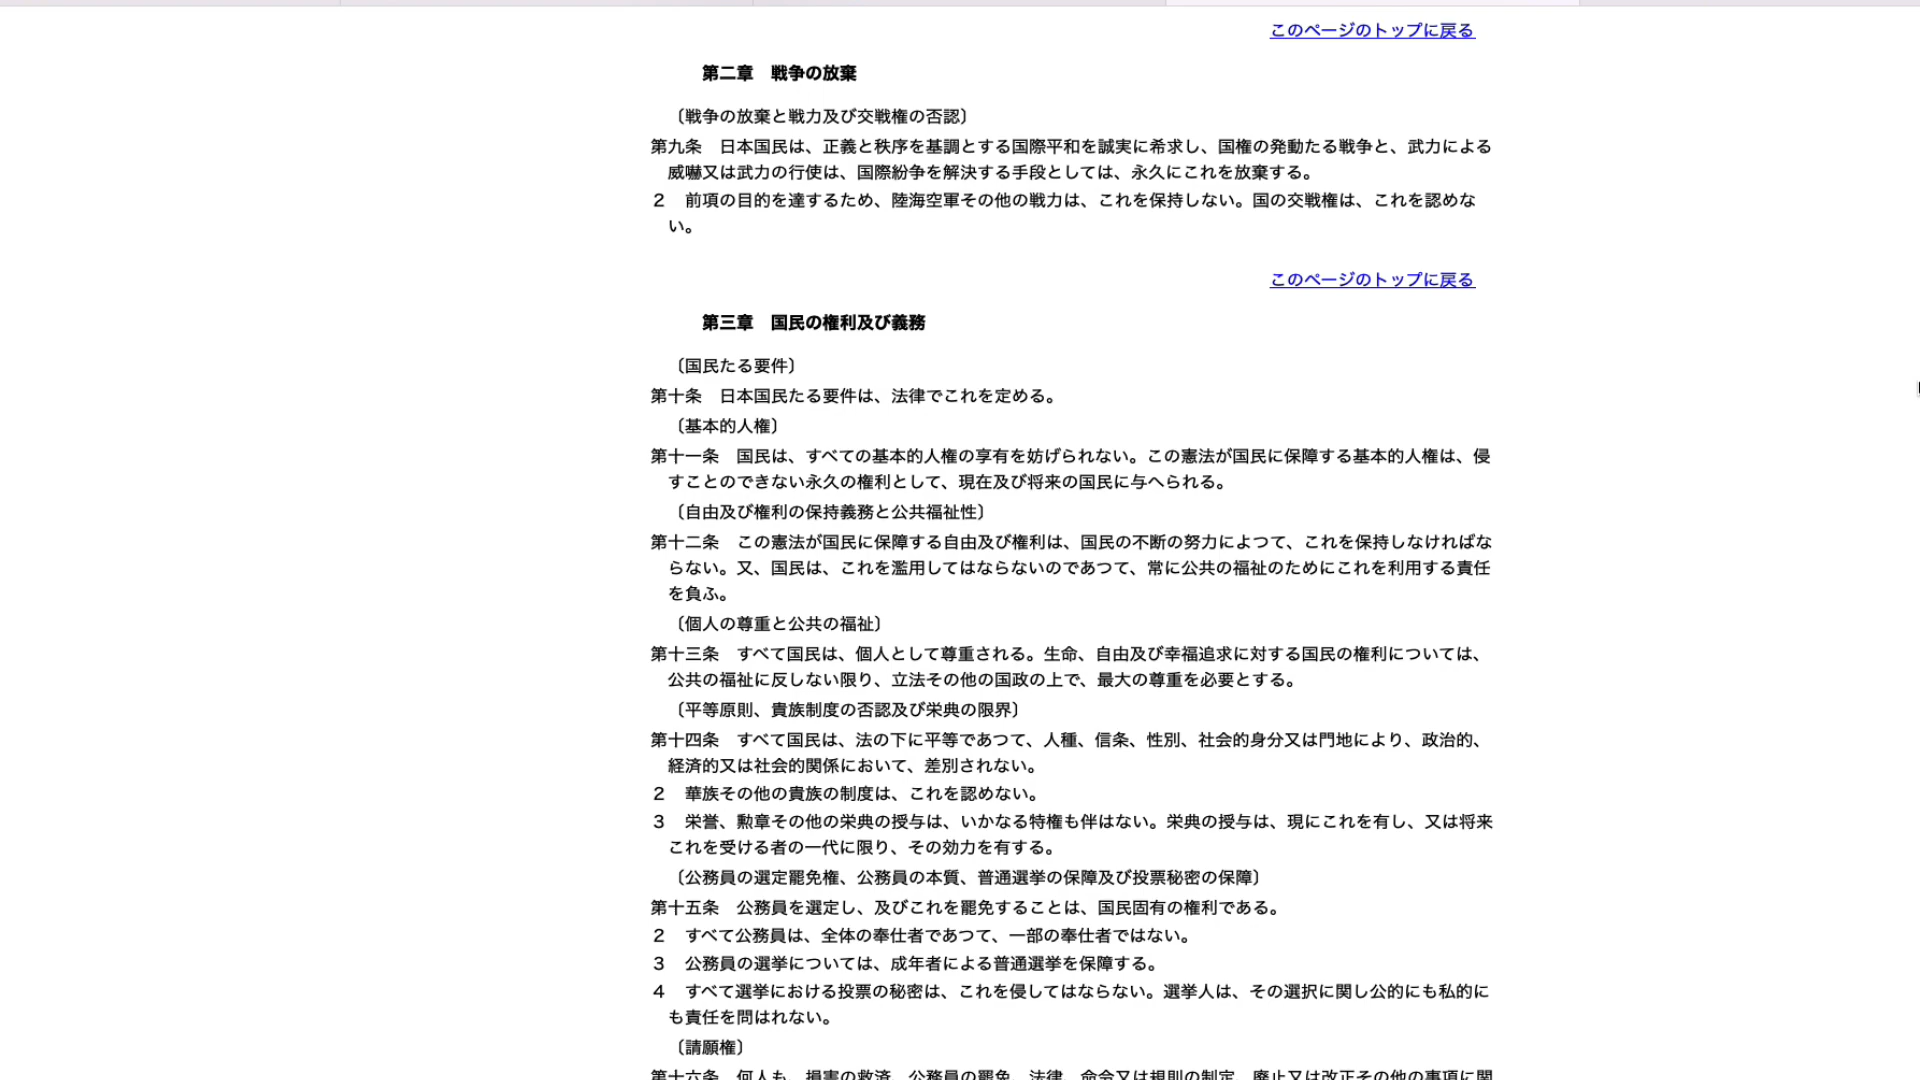 このページのトップに戻る
第二章　戦争の放棄
〔戦争の放棄と戦力及び交戦権の否認〕
第九条　日本国民は、正義と秩序を基調とする国際平和を誠実に希求し、国権の発動たる戦争と、武力による
威嚇又は武力の行使は、国際紛争を解決する手段としては、永久にこれを放棄する。
２　前項の目的を達するため、陸海空軍その他の戦力は、これを保持しない。国の交戦権は、これを認めな
い。
このページのトップに戻る
第三章　国民の権利及び義務
〔国民たる要件〕
第十条　日本国民たる要件は、法律でこれを定める。
〔基本的人権〕
第十一条　国民は、すべての基本的人権の享有を妨げられない。この憲法が国民に保障する基本的人権は、侵
すことのできない永久の権利として、現在及び将来の国民に与へられる。
〔自由及び権利の保持義務と公共福祉性〕
第十二条　この憲法が国民に保障する自由及び権利は、国民の不断の努力によつて、これを保持しなければな
らない。又、国民は、これを濫用してはならないのであつて、常に公共の福祉のためにこれを利用する責任
を負ふ。
〔個人の尊重と公共の福祉〕
第十三条　すべて国民は、個人として尊重される。生命、自由及び幸福追求に対する国民の権利については、
公共の福祉に反しない限り、立法その他の国政の上で、最大の尊重を必要とする。
〔平等原則、貴族制度の否認及び栄典の限界〕
第十四条　すべて国民は、法の下に平等であつて、人種、信条、性別、社会的身分又は門地により、政治的、
経済的又は社会的関係において、差別されない。
２　華族その他の貴族の制度は、これを認めない。
３　栄誉、勲章その他の栄典の授与は、いかなる特権も伴はない。栄典の授与は、現にこれを有し、又は将来
これを受ける者の一代に限り、その効力を有する。
〔公務員の選定罷免権、公務員の本質、普通選挙の保障及び投票秘密の保障〕
第十五条　公務員を選定し、及びこれを罷免することは、国民固有の権利である。
２　すべて公務員は、全体の奉仕者であつて、一部の奉仕者ではない。
３　公務員の選挙については、成年者による普通選挙を保障する。
４　すべて選挙における投票の秘密は、これを侵してはならない。選挙人は、その選択に関し公的にも私的に
も責任を問はれない。
〔請願権〕
第十六条　何人も、損害の救済、公務員の罷免、法律、命令又は規則の制定、廃止又は改正その他の事項に関